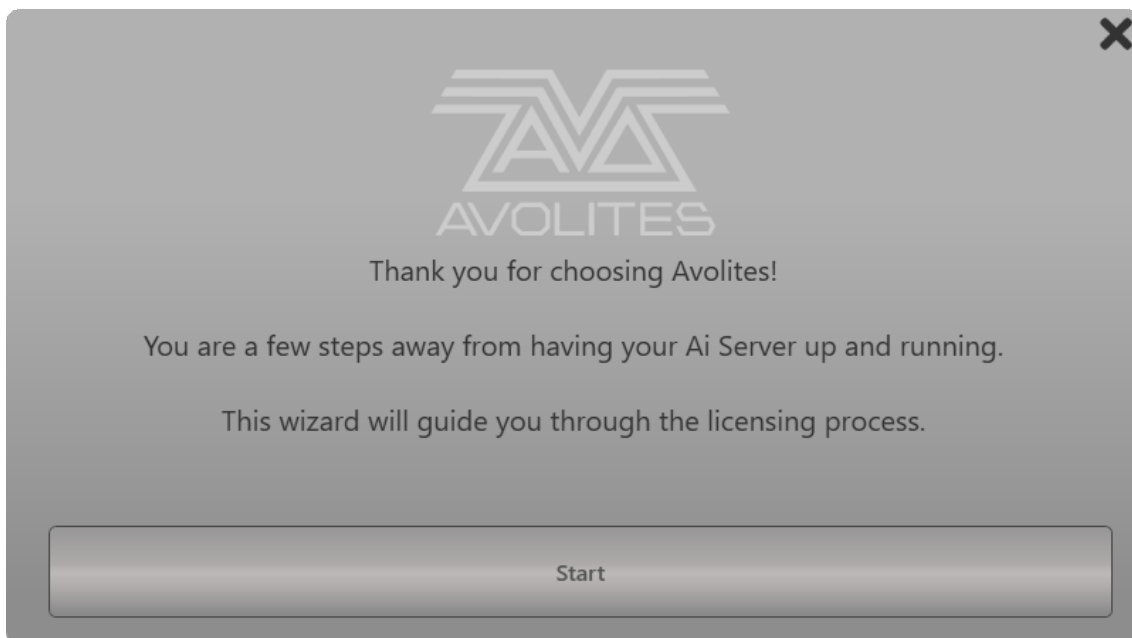 AVOLITES
Thank you for choosing Avolites!
You are a few steps away from having your Ai Server up and running.
This wizard will guide you through the licensing process.
Start